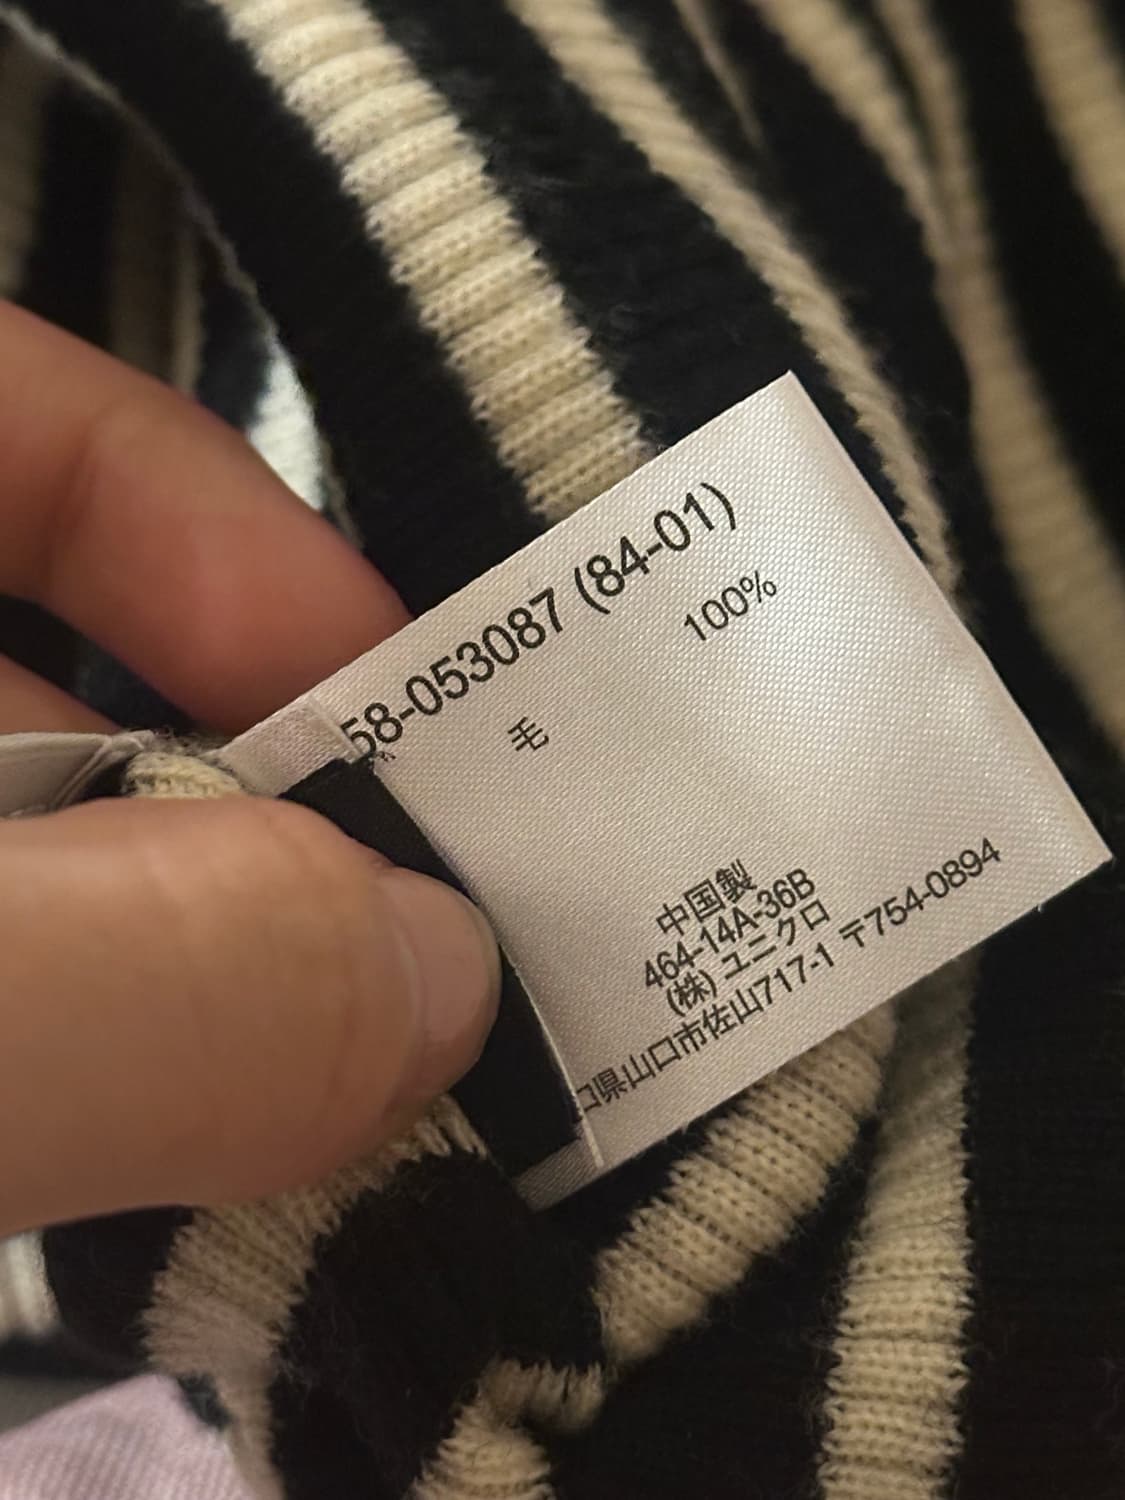 58-053087 (84-01)
毛 100%
中国製
464-14A-36B
(株) ユニクロ
口県山口市佐山717-1 〒754-0894